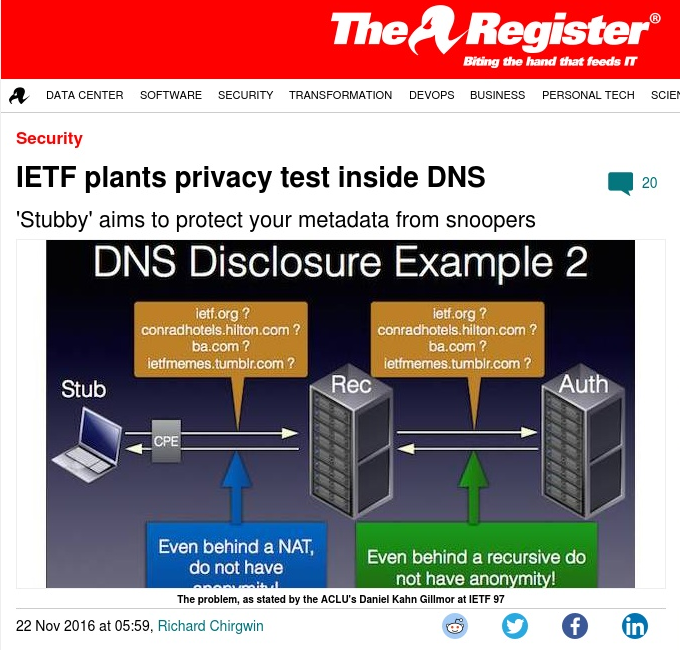 The Register®
Biting the hand that feeds IT
DATA CENTER SOFTWARE SECURITY TRANSFORMATION DEVOPS BUSINESS PERSONAL TECH SCIEN
Security
IETF plants privacy test inside DNS
20
'Stubby' aims to protect your metadata from snoopers
DNS Disclosure Example 2
ietf.org ?
conradhotels.hilton.com ?
ba.com ?
ietfmemes.tumblr.com ?
ietf.org ?
conradhotels.hilton.com ?
ba.com ?
ietfmemes.tumblr.com ?
Stub
Rec
Auth
CPE
Even behind a NAT,
do not have
anonymity!
Even behind a recursive do
not have anonymity!
The problem, as stated by the ACLU's Daniel Kahn Gillmor at IETF 97
22 Nov 2016 at 05:59, Richard Chirgwin
f
in